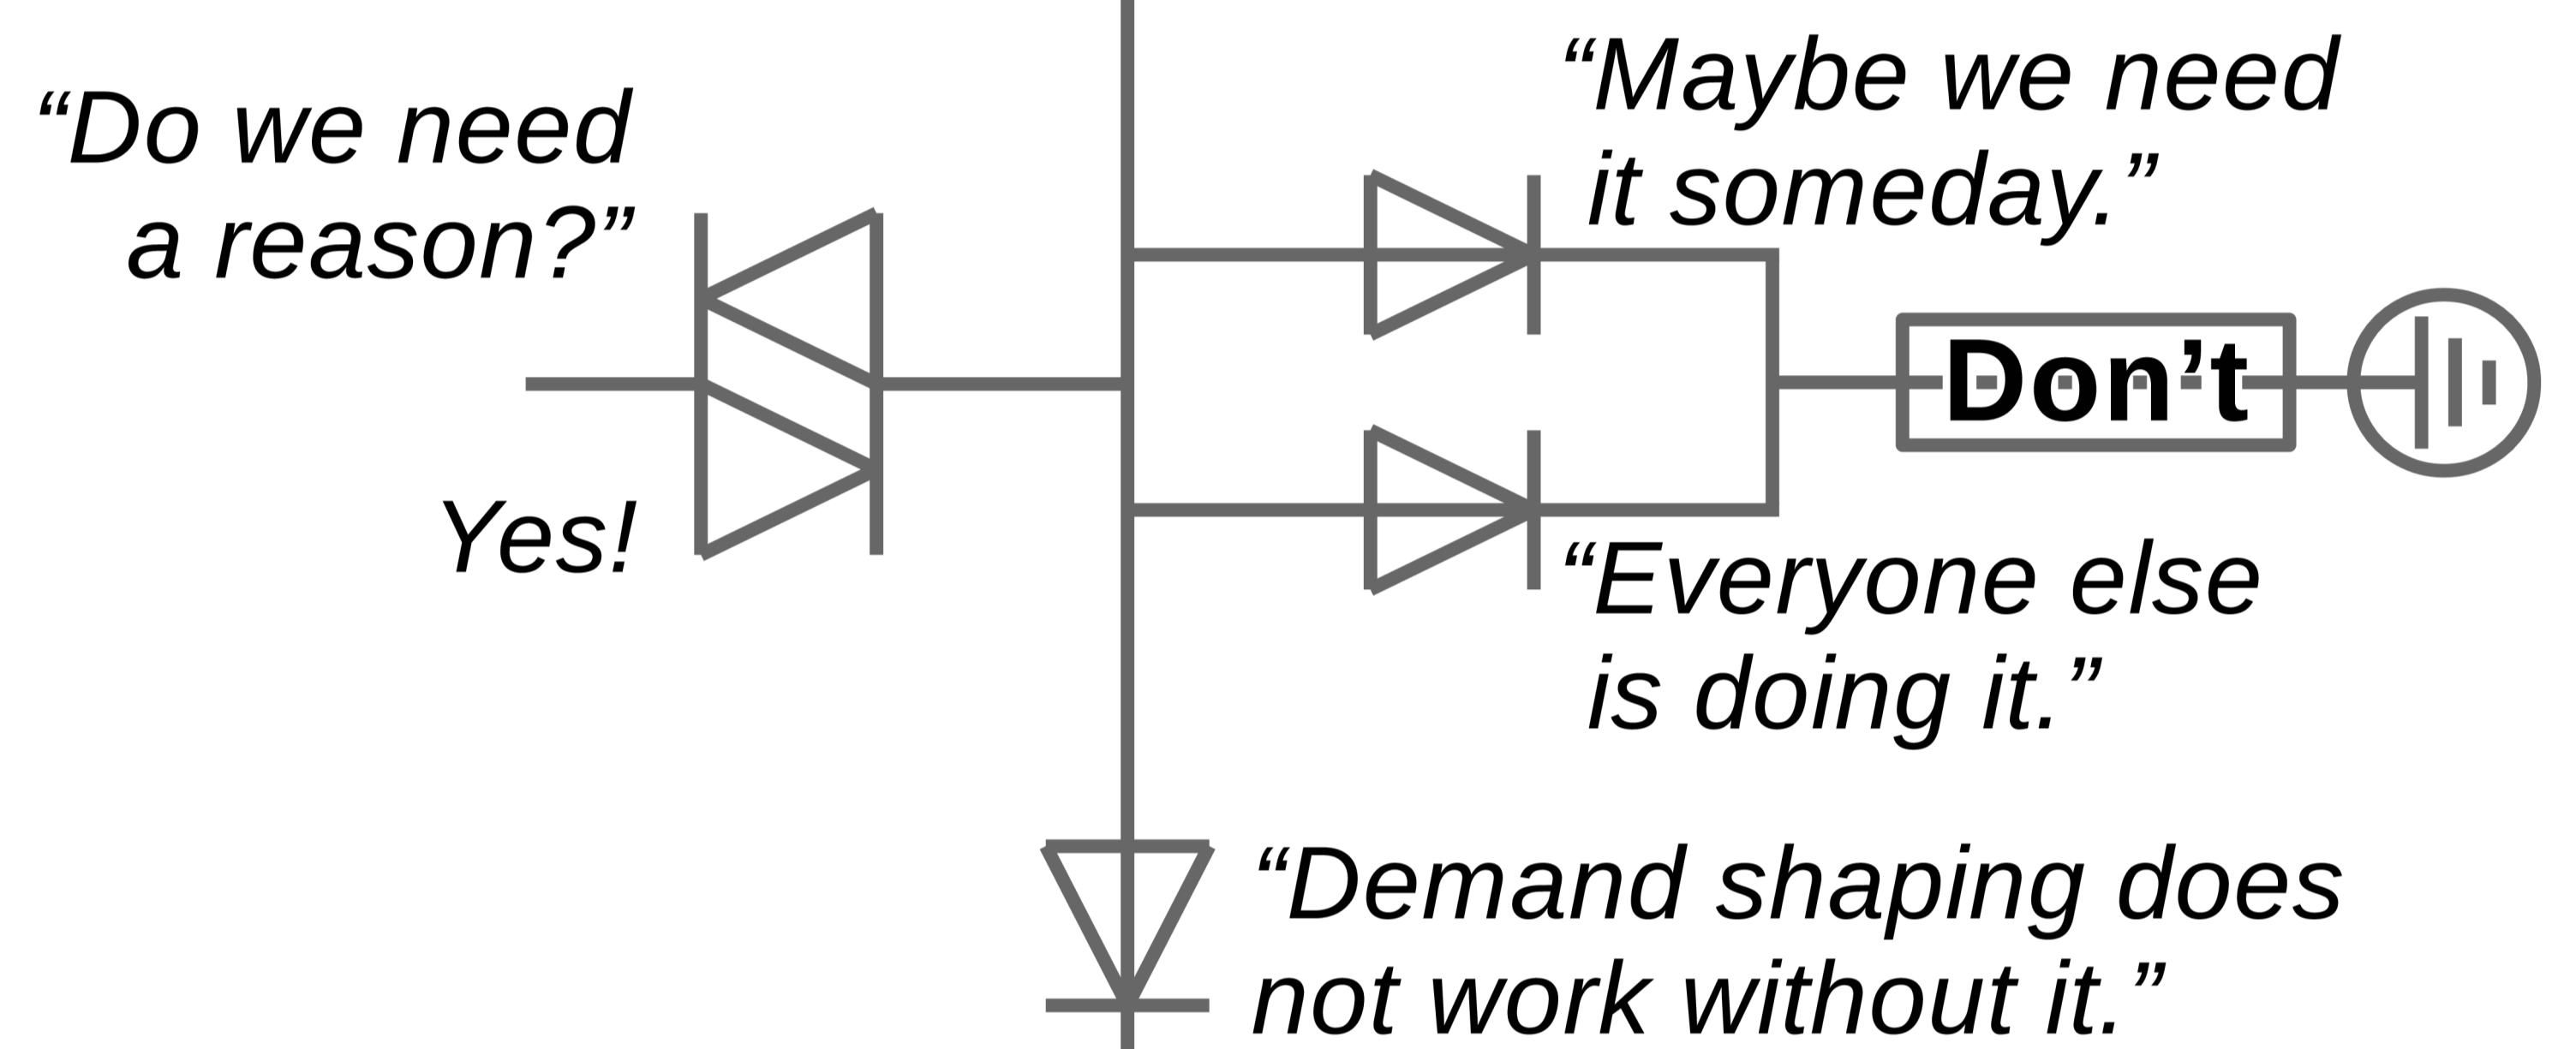 “Do we need
a reason?”
Yes!
“Maybe we need
it someday.”
Don’t
“Everyone else
is doing it.”
“Demand shaping does
not work without it.”